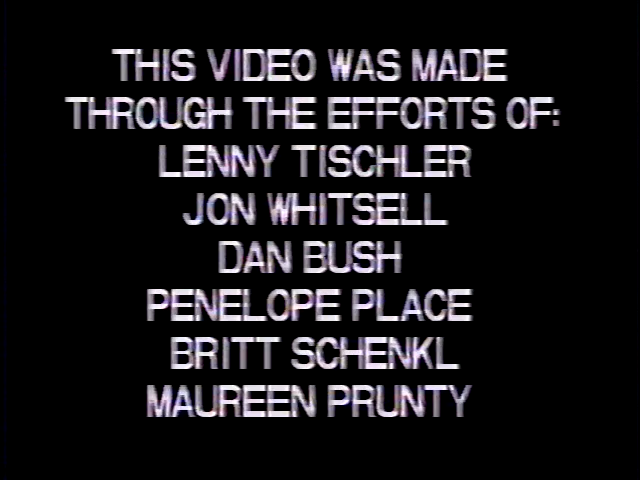 THIS VIDEO WAS MADE
THROUGH THE EFFORTS OF:
LENNY TISCHLER
JON WHITSELL
DAN BUSH
PENELOPE PLACE
BRITT SCHENKL
MAUREEN PRUNTY